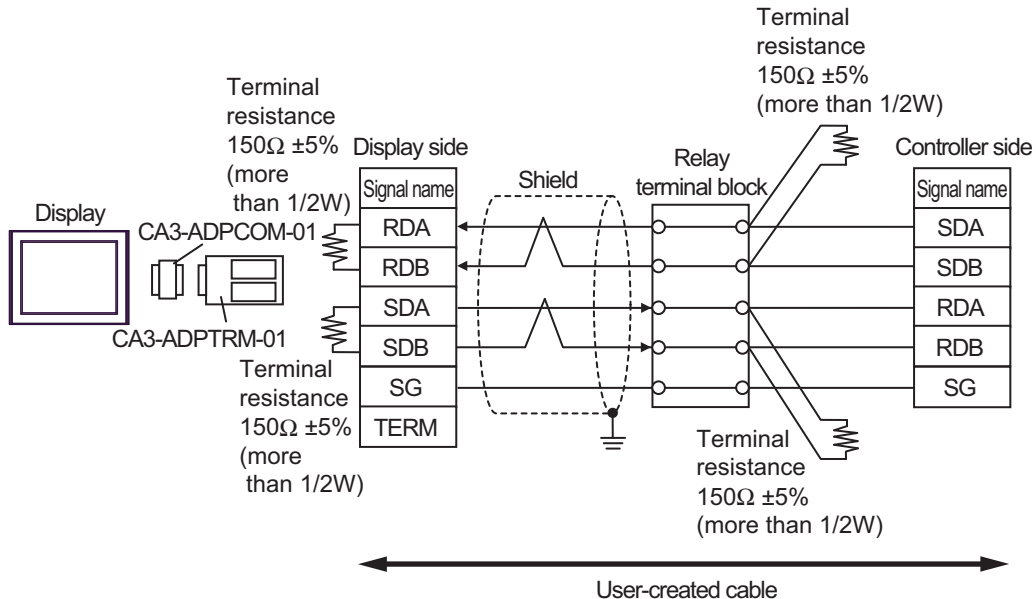 Terminal
resistance
150Ω ±5%
(more than 1/2W)
Terminal
resistance
150Ω ±5%
(more
than 1/2W)
Display side
Relay
terminal block
Controller side
Signal name
Shield
Signal name
Display
CA3-ADPCOM-01
CA3-ADPTRM-01
RDA
SDA
RDB
SDB
SDA
RDA
SDB
RDB
SG
SG
TERM
Terminal
resistance
150Ω ±5%
(more
than 1/2W)
Terminal
resistance
150Ω ±5%
(more than 1/2W)
User-created cable